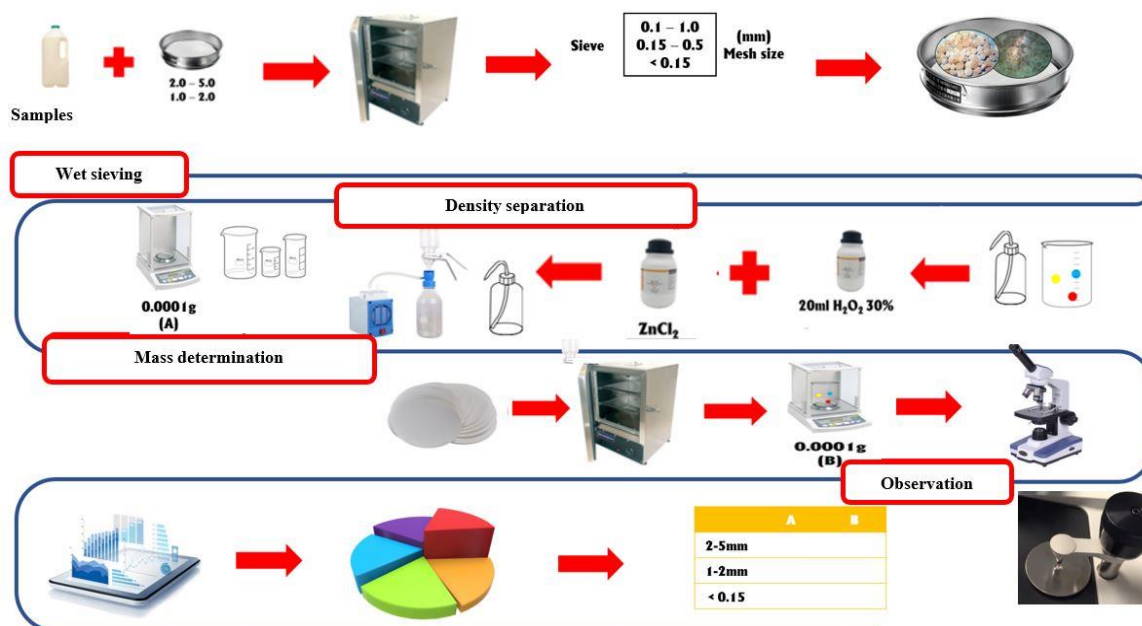 Samples
2.0 – 5.0
1.0 – 2.0
Sieve
0.1 – 1.0
0.15 – 0.5
< 0.15
(mm)
Mesh size
Wet sieving
Density separation
0.0001g
(A)
ZnCl₂
20ml H₂O₂ 30%
Mass determination
0.0001g
(B)
Observation
A B
2-5mm
1-2mm
< 0.15